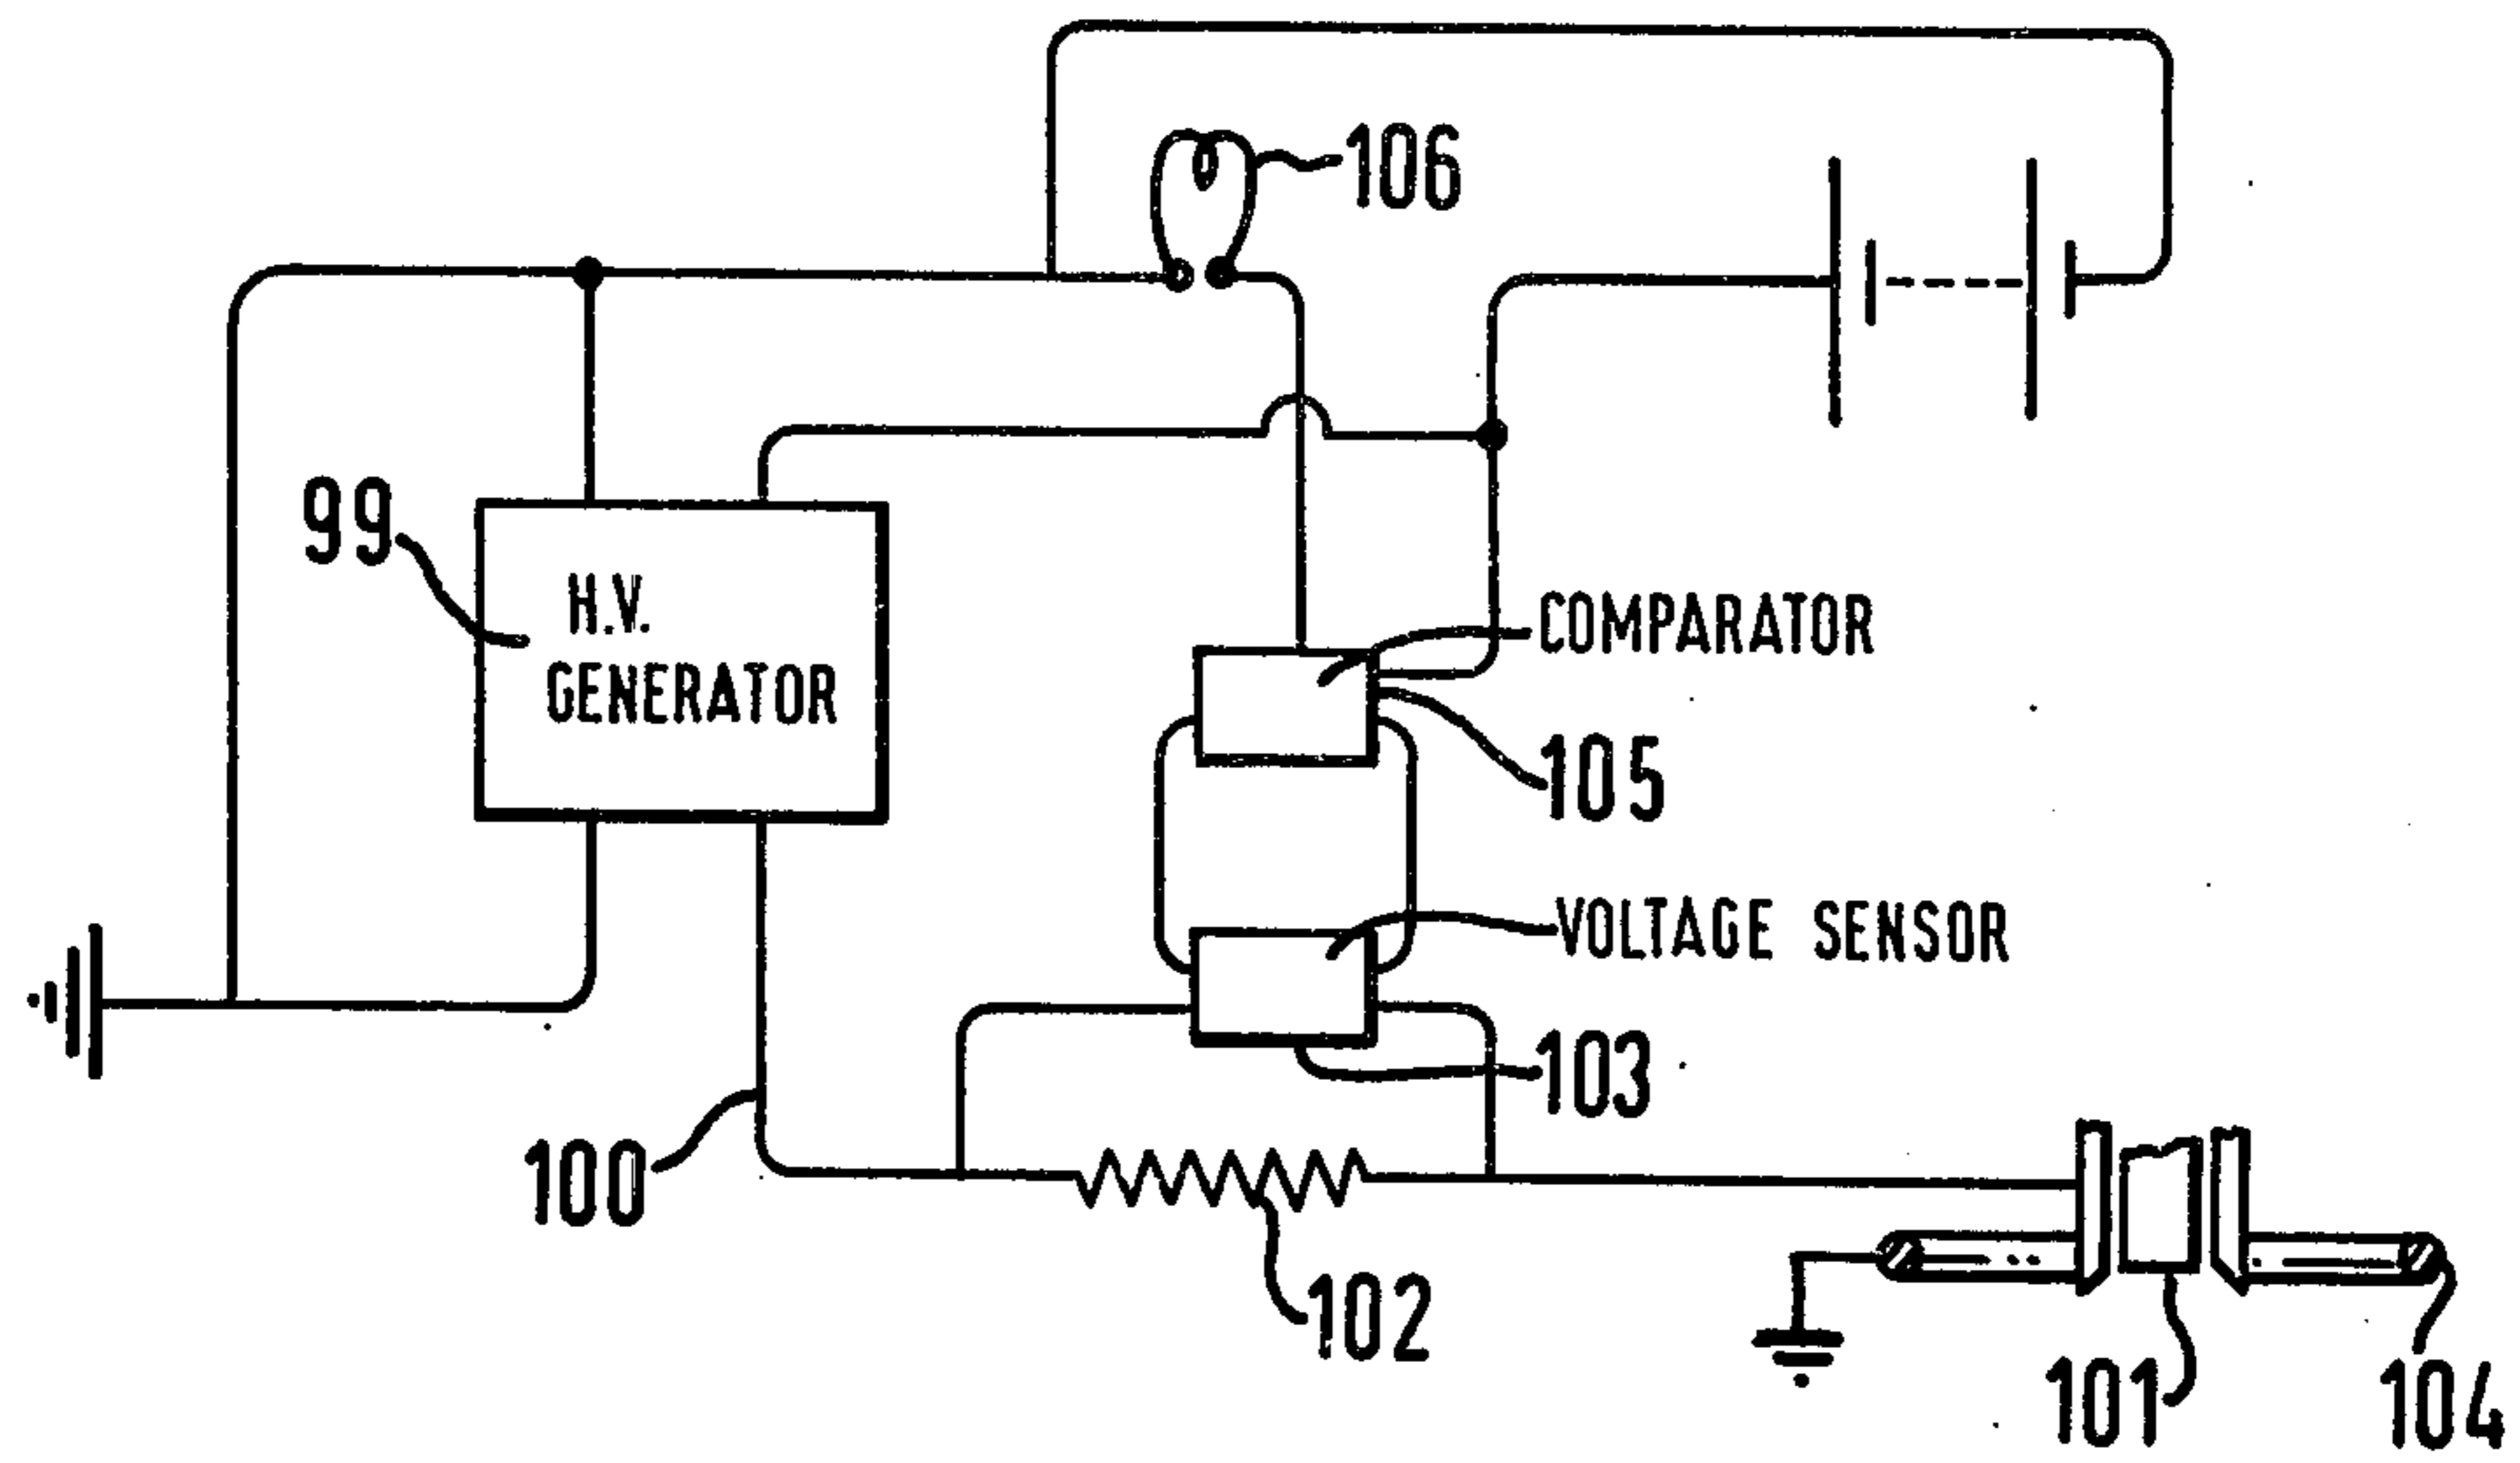 106
99
H.V.
GENERATOR
COMPARATOR
105
VOLTAGE SENSOR
103
100
102
101
104